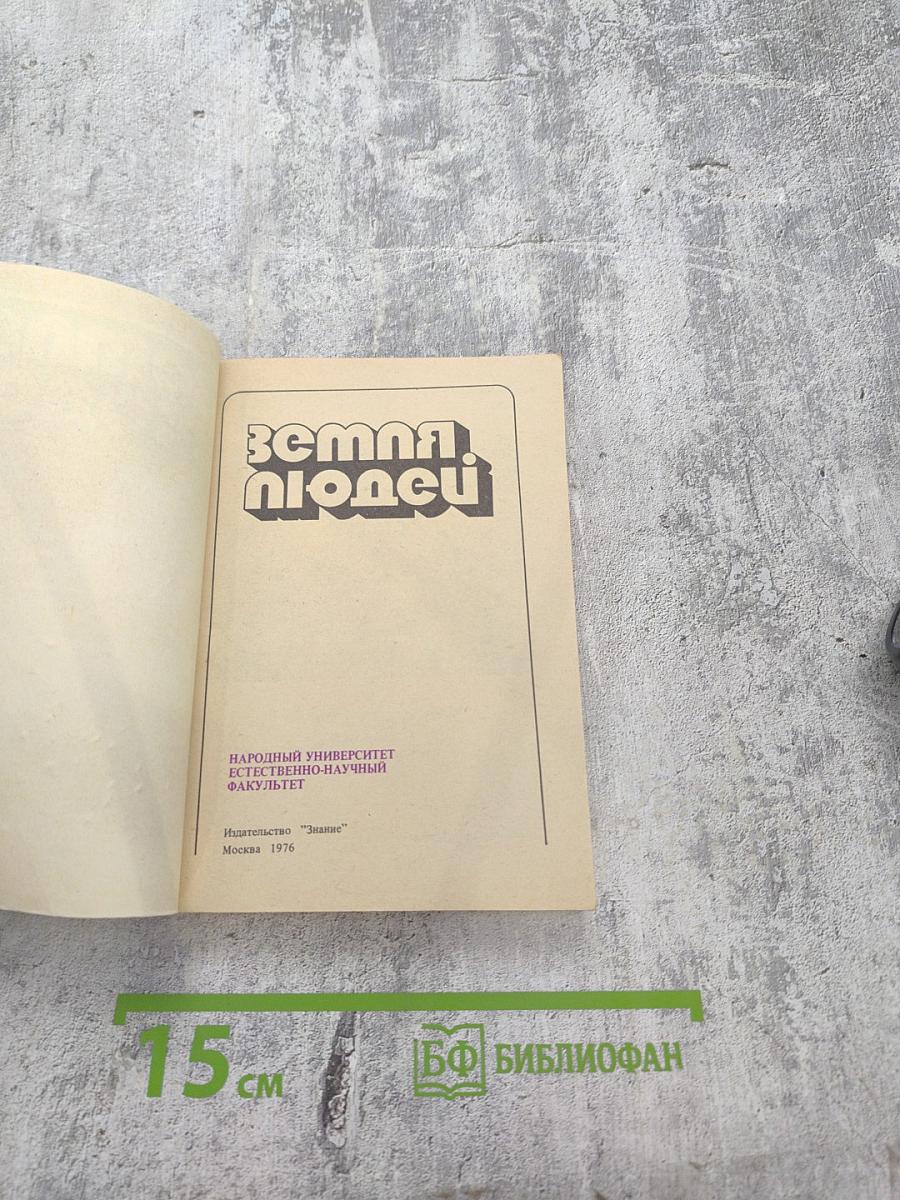 земля
людей
НАРОДНЫЙ УНИВЕРСИТЕТ
ЕСТЕСТВЕННО-НАУЧНЫЙ
ФАКУЛЬТЕТ
Издательство "Знание"
Москва 1976
15 см
БФ БИБЛИОФАН